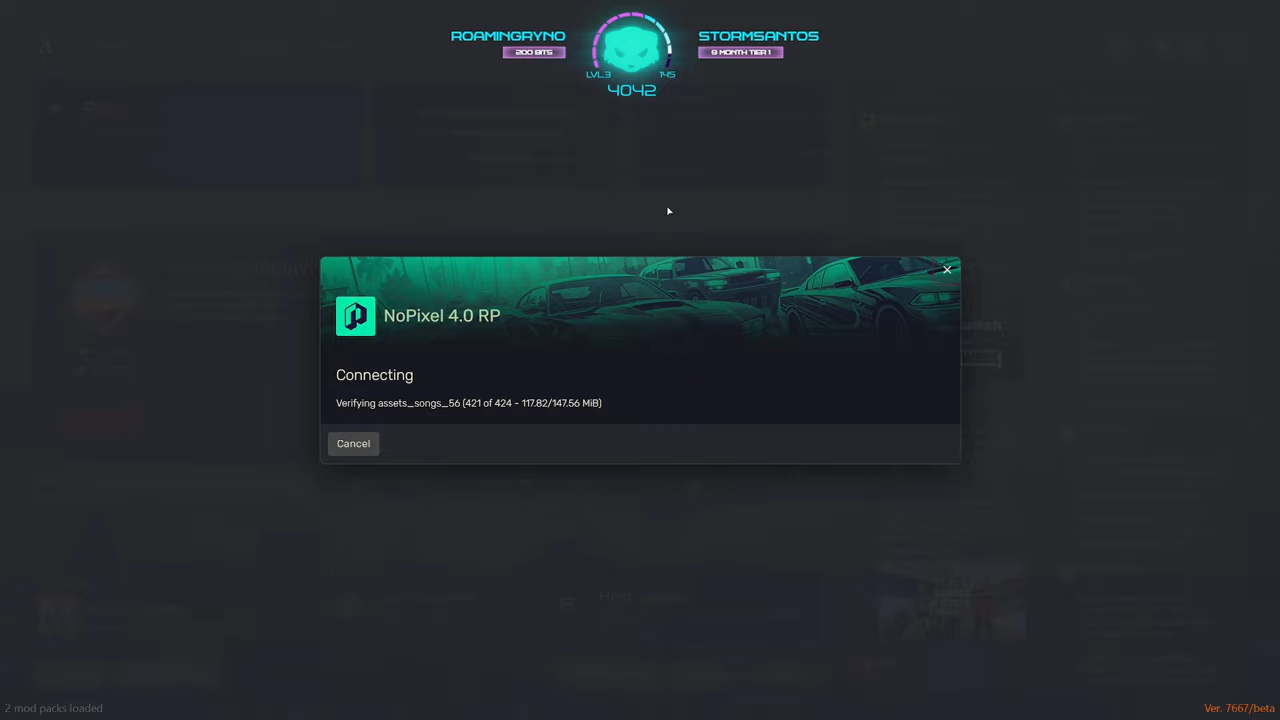 ROAMINGRYNO
200 BITS
STORMSANTOS
9 MONTH TIER 1
LVL3
145
4042
NoPixel 4.0 RP
Connecting
Verifying assets_songs_56 (421 of 424 - 117.82/147.56 MiB)
Cancel
2 mod packs loaded
Ver. 7667/beta